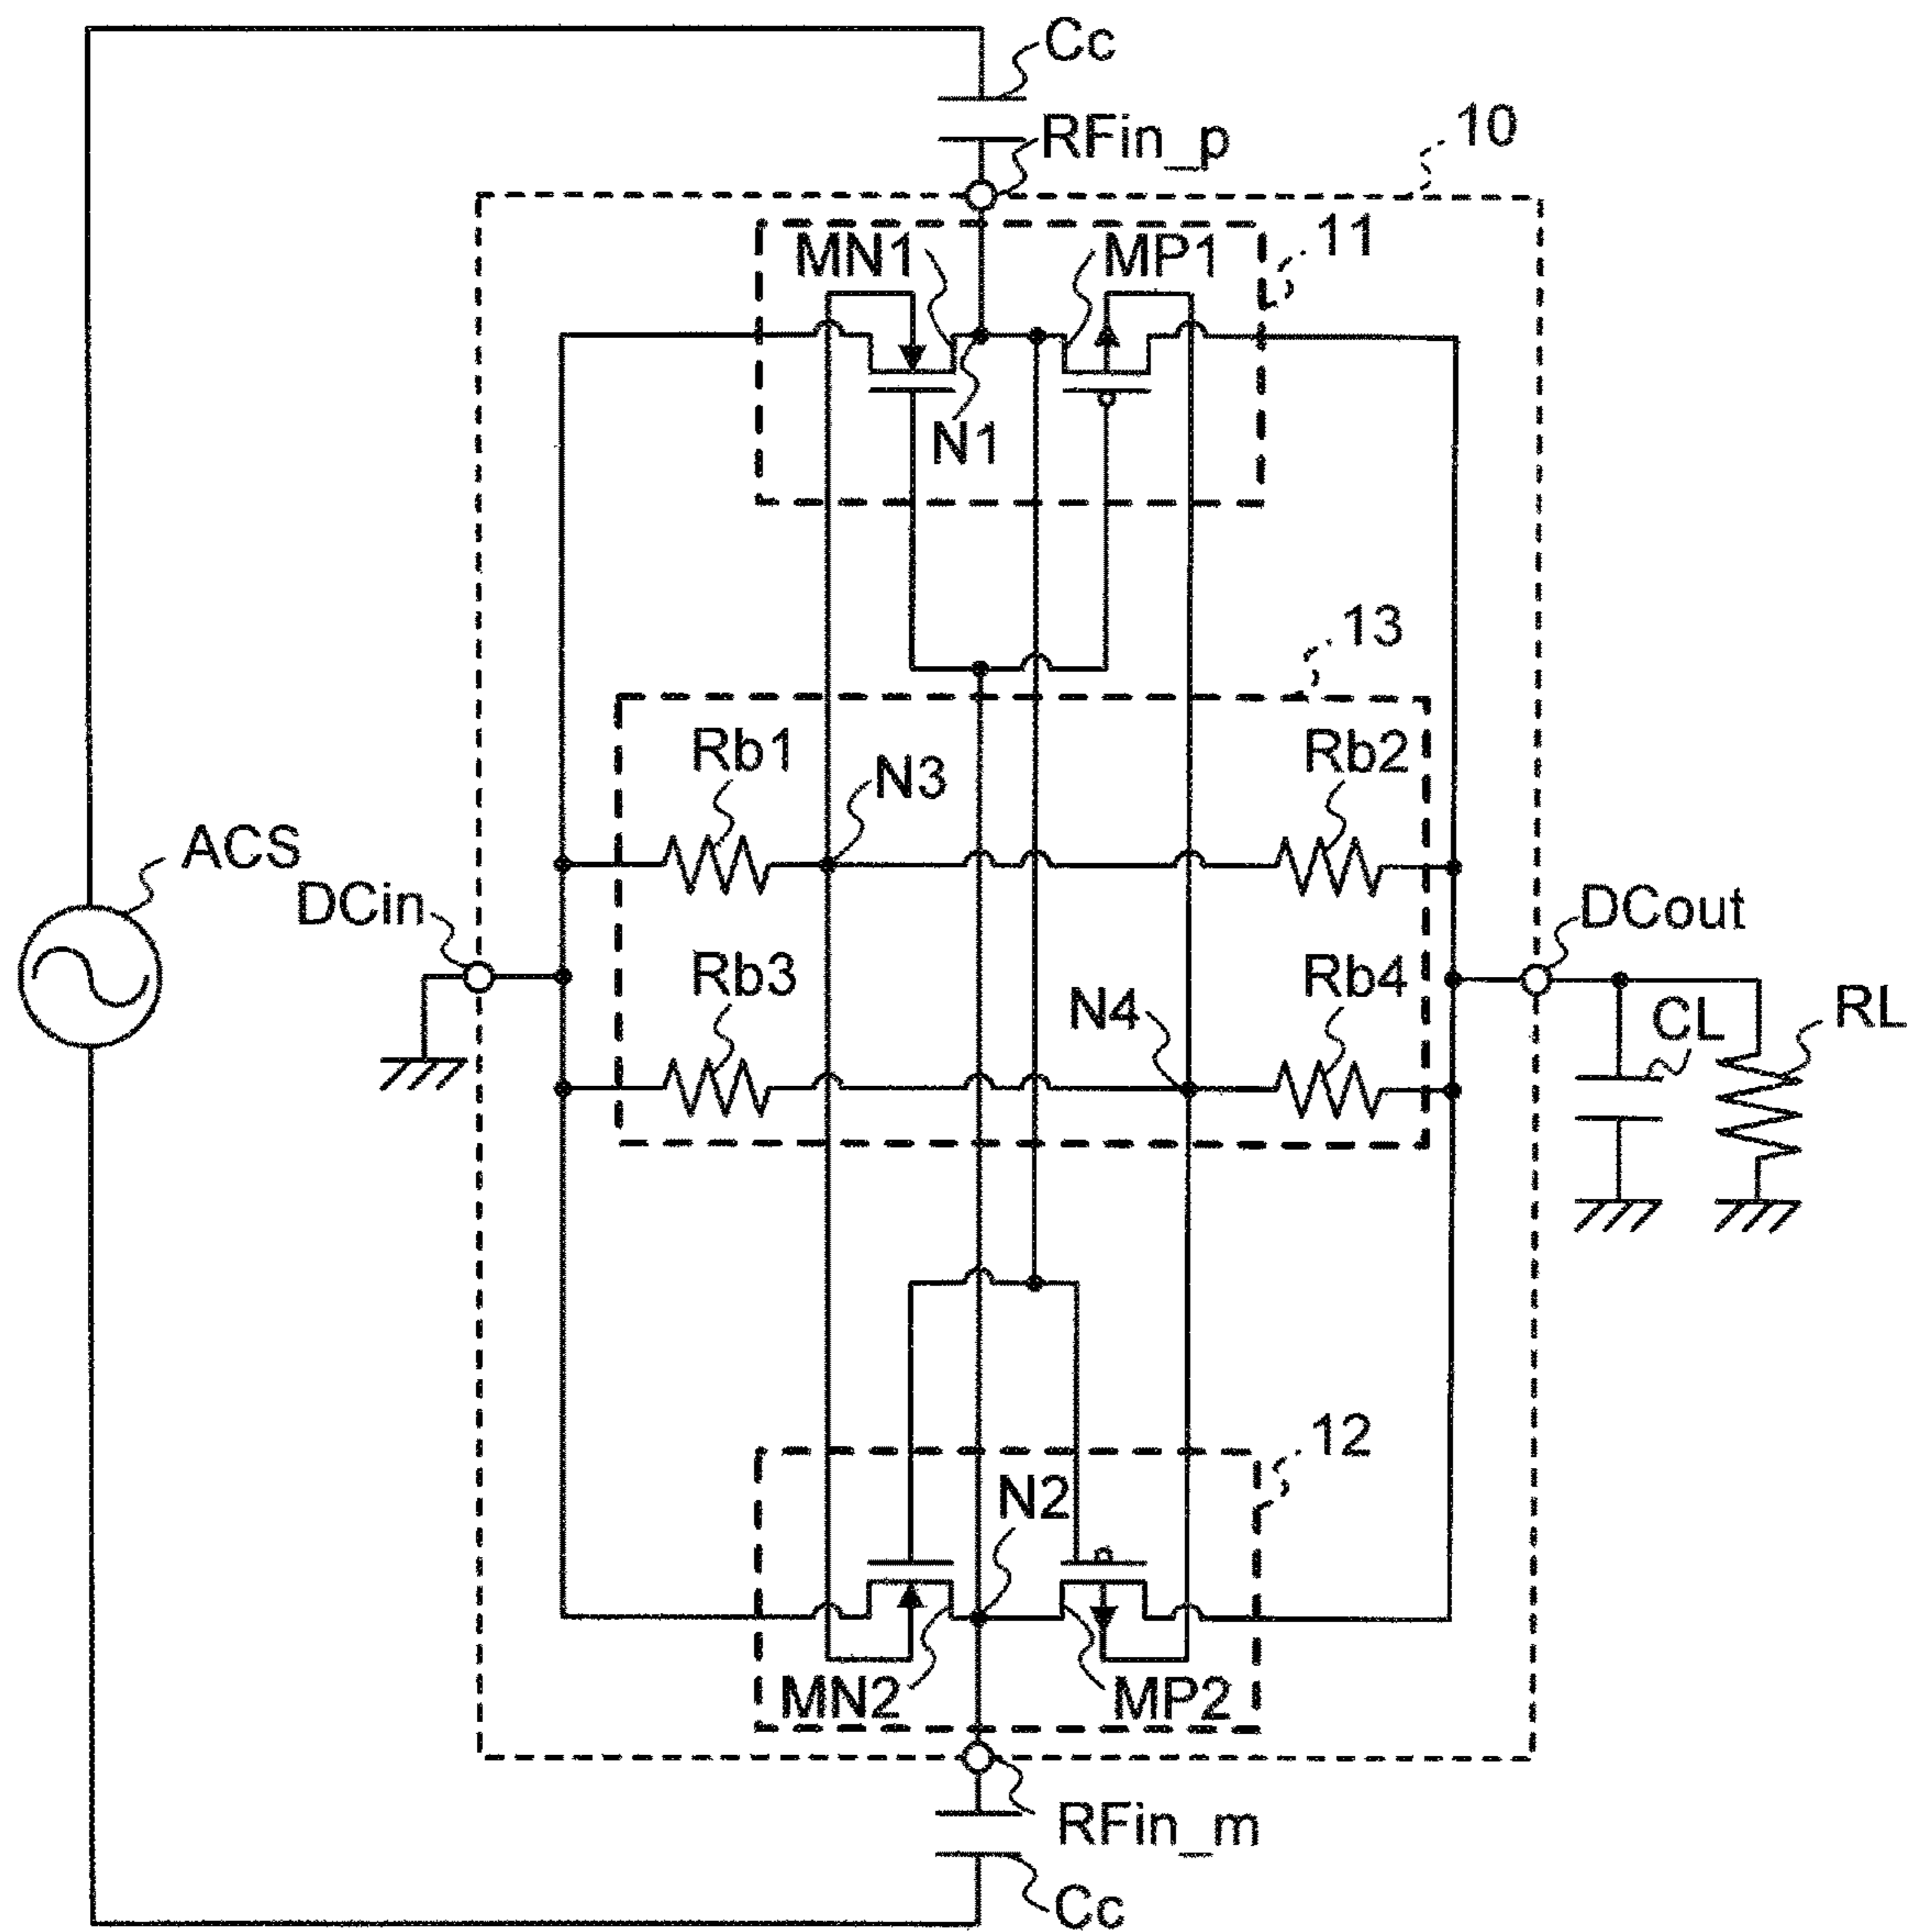 Cc
RFin_p
10
11
MN1
MP1
N1
13
Rb1
N3
Rb2
ACS
DCin
DCout
Rb3
N4
Rb4
CL
RL
12
N2
MN2
MP2
RFin_m
Cc